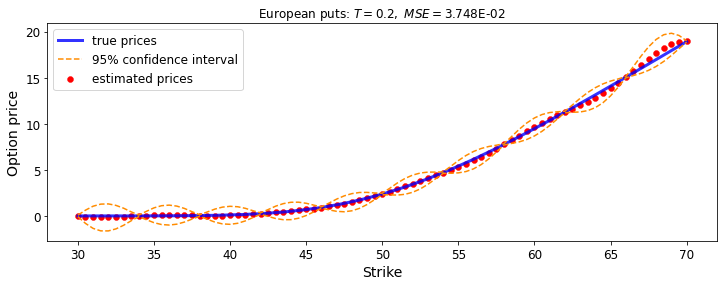 European puts: T = 0.2, MSE = 3.748E-02
true prices
95% confidence interval
estimated prices
Option price
20
15
10
5
0
30 35 40 45 50 55 60 65 70
Strike